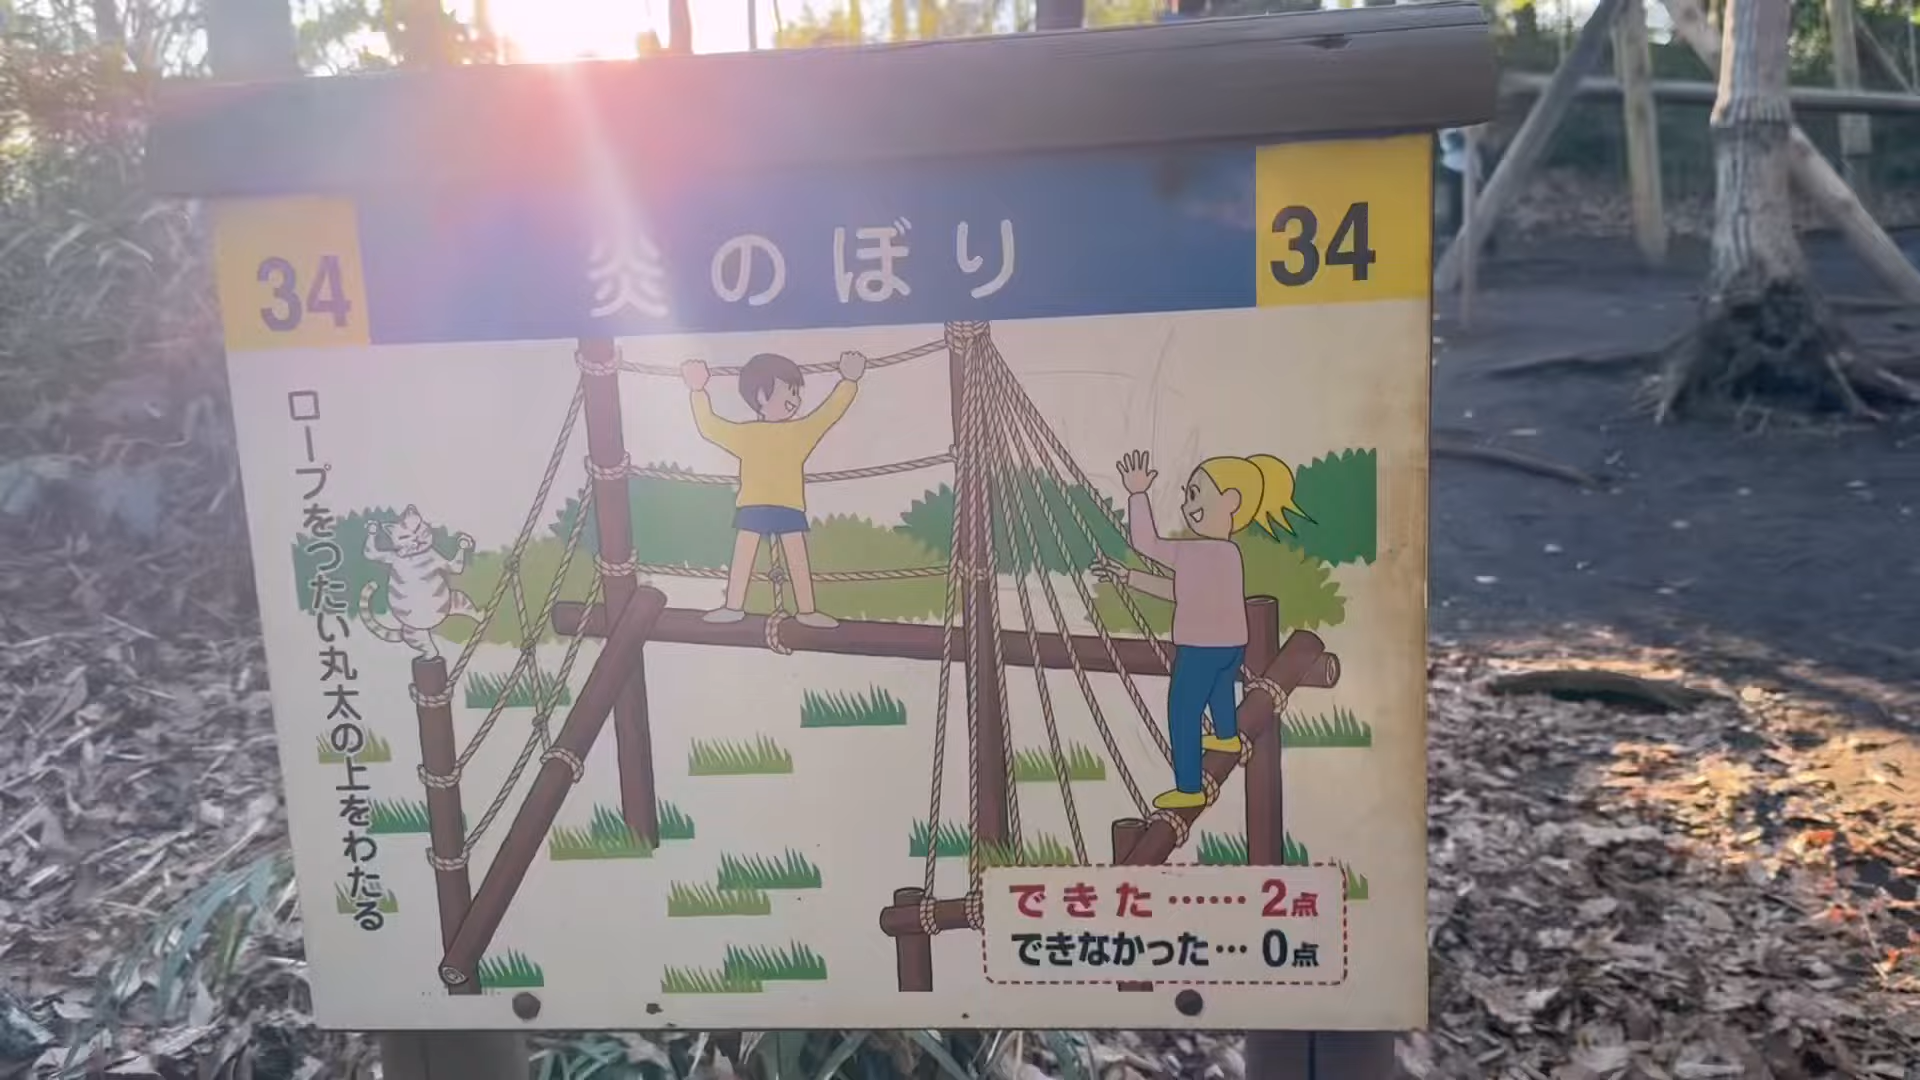 34 炎のぼり 34
ロープをつたい丸太の上をわたる
できた……2点
できなかった…0点